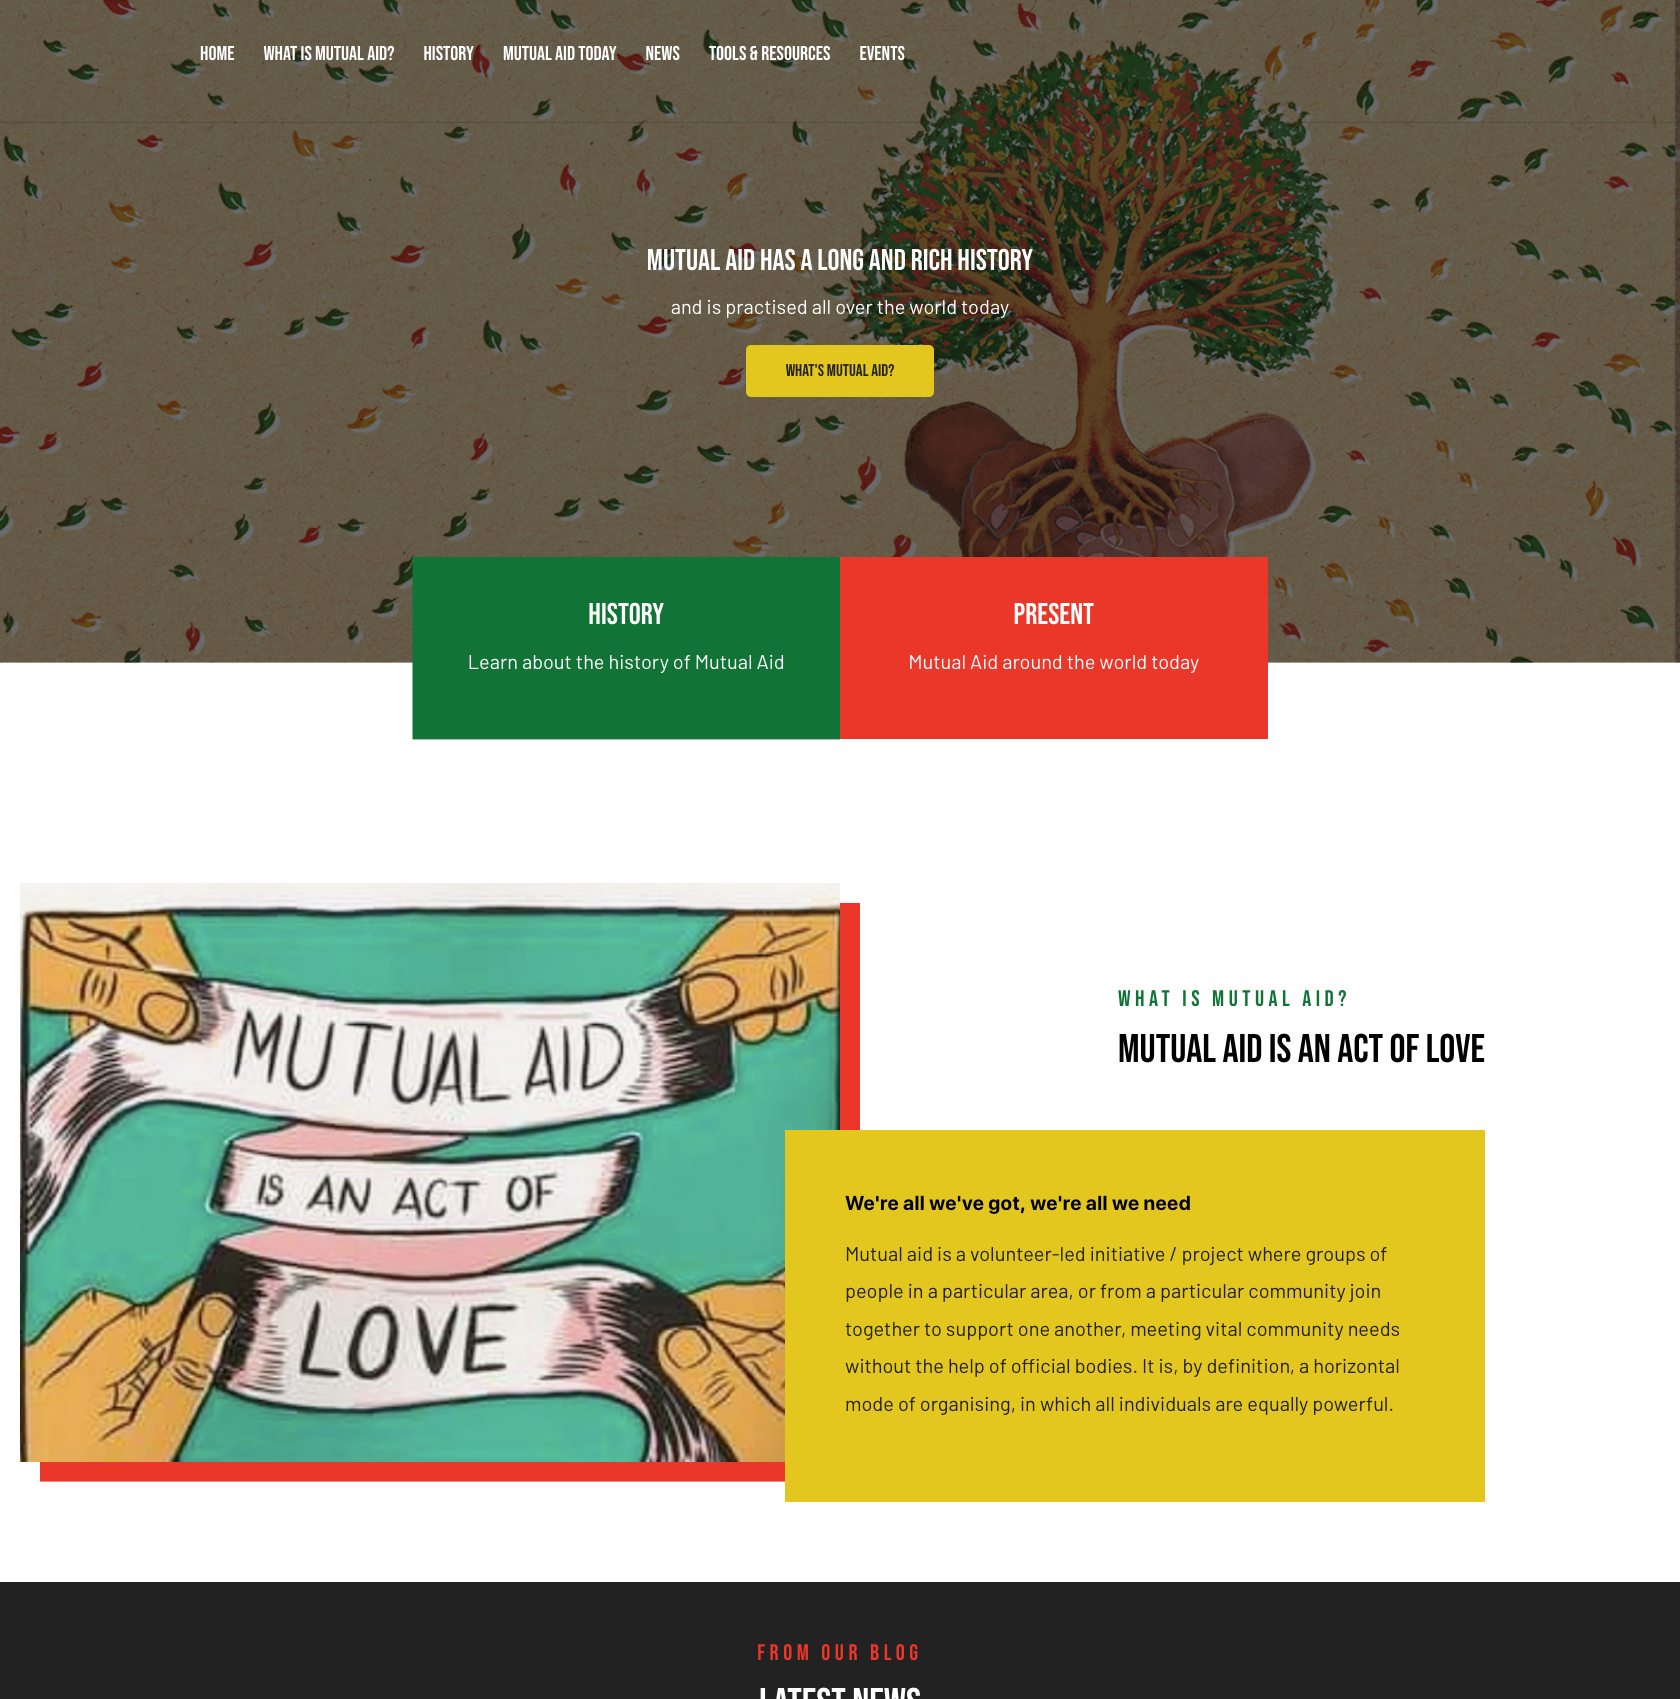 HOME WHAT IS MUTUAL AID? HISTORY MUTUAL AID TODAY NEWS TOOLS & RESOURCES EVENTS
MUTUAL AID HAS A LONG AND RICH HISTORY
and is practised all over the world today
WHAT'S MUTUAL AID?
HISTORY
Learn about the history of Mutual Aid
PRESENT
Mutual Aid around the world today
MUTUAL AID
IS AN ACT OF
LOVE
WHAT IS MUTUAL AID?
MUTUAL AID IS AN ACT OF LOVE
We're all we've got, we're all we need
Mutual aid is a volunteer-led initiative / project where groups of
people in a particular area, or from a particular community join
together to support one another, meeting vital community needs
without the help of official bodies. It is, by definition, a horizontal
mode of organising, in which all individuals are equally powerful.
FROM OUR BLOG
LATEST NEWS